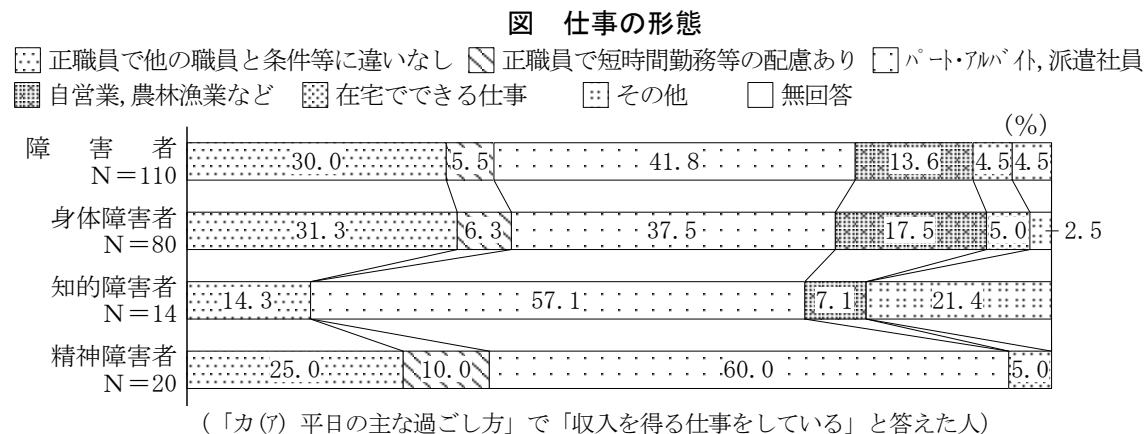 図　仕事の形態
正職員で他の職員と条件等に違いなし 正職員で短時間勤務等の配慮あり パート・アルバイト,派遣社員
自営業,農林漁業など 在宅でできる仕事 その他 無回答
(%)
障害者 N=110 30.0 5.5 41.8 13.6 4.5 4.5
身体障害者 N=80 31.3 6.3 37.5 17.5 5.0 2.5
知的障害者 N=14 14.3 57.1 7.1 21.4
精神障害者 N=20 25.0 10.0 60.0 5.0
(「カ(ア) 平日の主な過ごし方」で「収入を得る仕事をしている」と答えた人)